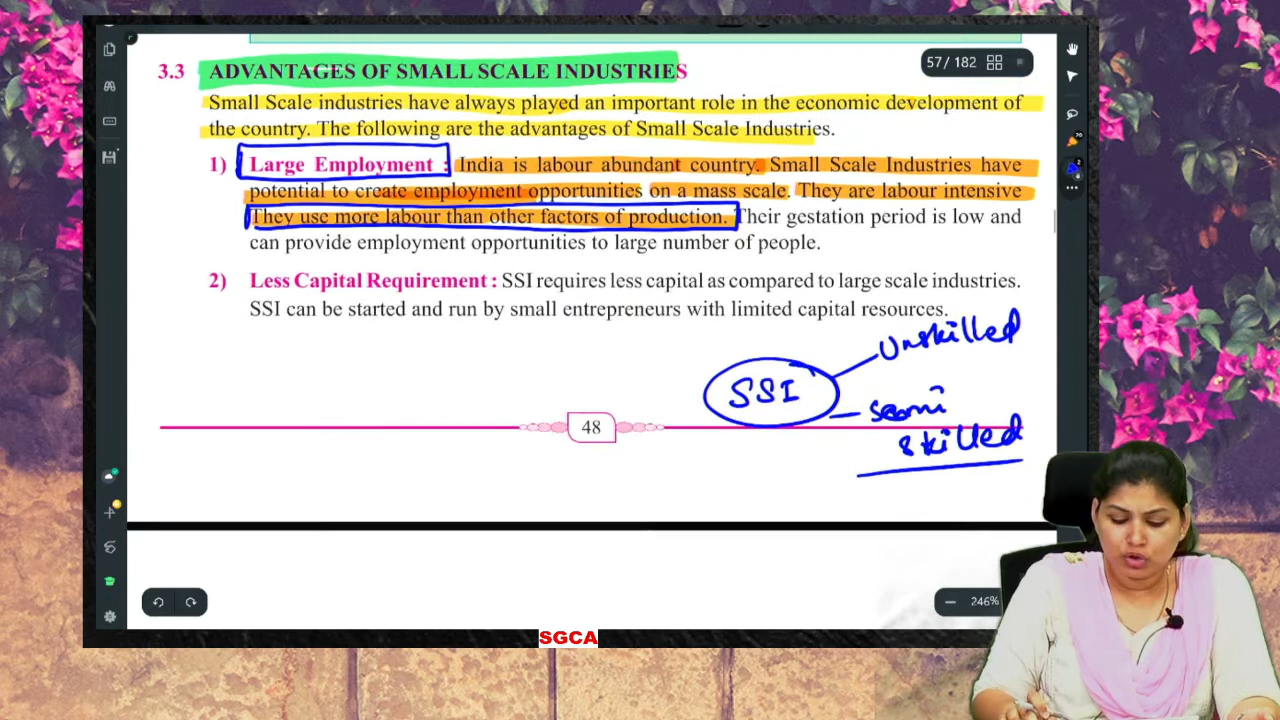 57/ 182
3.3 ADVANTAGES OF SMALL SCALE INDUSTRIES
Small Scale industries have always played an important role in the economic development of
the country. The following are the advantages of Small Scale Industries.
1) Large Employment : India is labour abundant country. Small Scale Industries have
potential to create employment opportunities on a mass scale. They are labour intensive
They use more labour than other factors of production. Their gestation period is low and
can provide employment opportunities to large number of people.
2) Less Capital Requirement : SSI requires less capital as compared to large scale industries.
SSI can be started and run by small entrepreneurs with limited capital resources.
Unskilled
SSI
semi
skilled
48
246%
SGCA